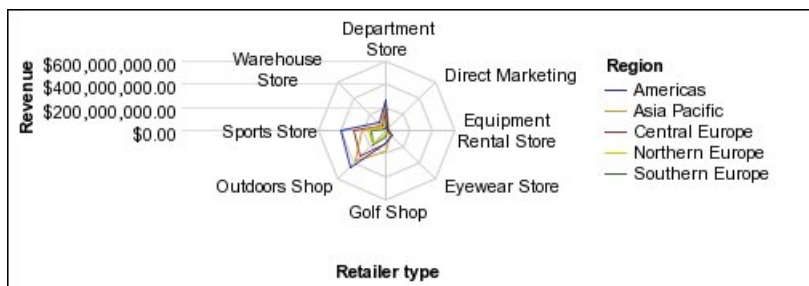 Department
Store
Direct Marketing
Equipment
Rental Store
Eyewear Store
Golf Shop
Outdoors Shop
Sports Store
Warehouse
Store
Revenue
$600,000,000.00
$400,000,000.00
$200,000,000.00
$0.00
Retailer type
Region
Americas
Asia Pacific
Central Europe
Northern Europe
Southern Europe